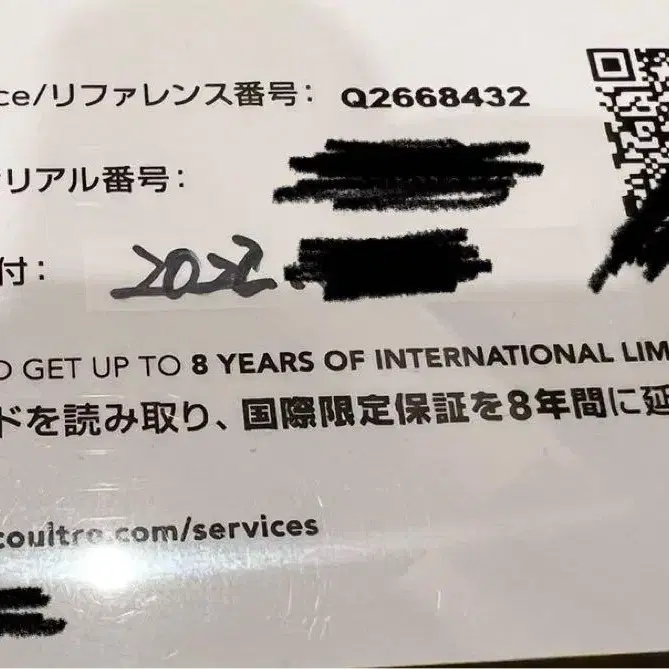 ce/リファレンス番号: Q2668432
リアル番号:
付: 2022.
GET UP TO 8 YEARS OF INTERNATIONAL LIM
ドを読み取り、国際限定保証を8年間に延
coultre.com/services